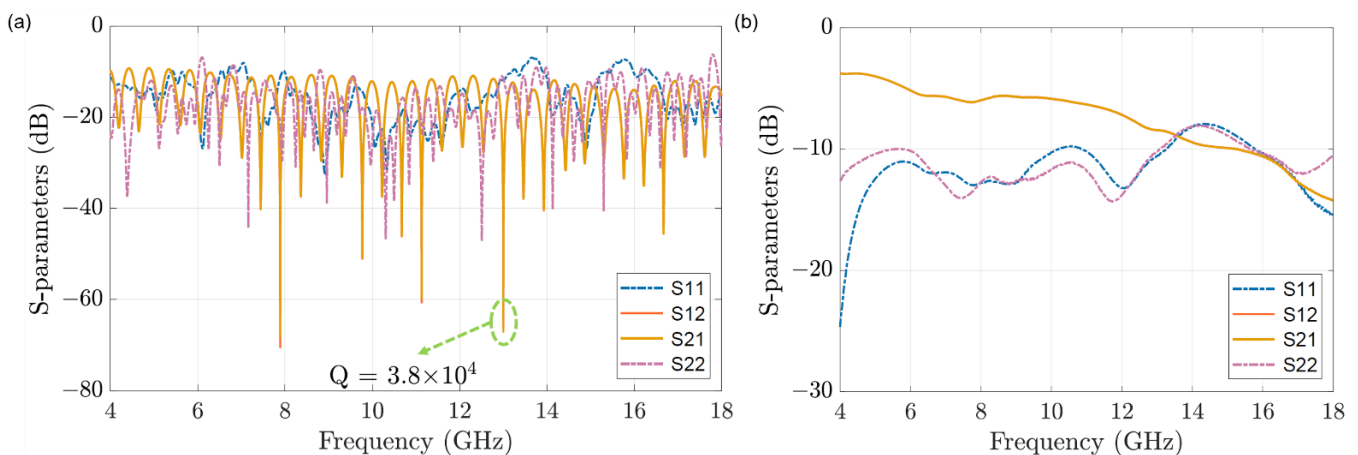 (a)
S-parameters (dB)
0
−20
−40
−60
−80
4
6
8
10
12
14
16
18
Frequency (GHz)
Q = 3.8×10⁴
S11
S12
S21
S22
(b)
S-parameters (dB)
0
−10
−20
−30
4
6
8
10
12
14
16
18
Frequency (GHz)
S11
S12
S21
S22